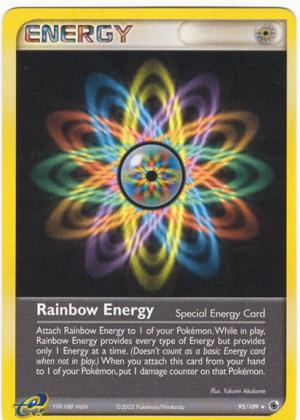 ENERGY
Rainbow Energy Special Energy Card
Attach Rainbow Energy to 1 of your Pokémon. While in play,
Rainbow Energy provides every type of Energy but provides
only 1 Energy at a time. (Doesn't count as a basic Energy card
when not in play.) When you attach this card from your hand
to 1 of your Pokémon, put 1 damage counter on that Pokémon.
Illus. Takumi Akabane
e ©2003 Pokémon/Nintendo 95/109 ★